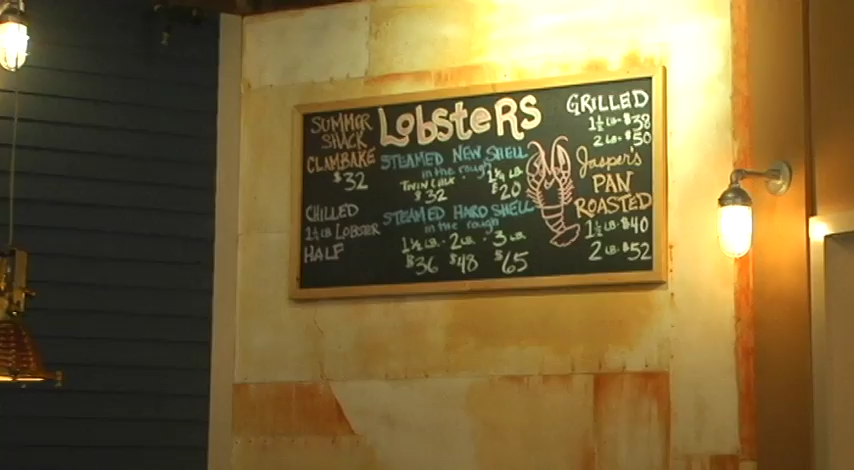 SUMMER
SHACK
CLAMBAKE
$32
CHILLED
1½ LB LOBSTER
HALF
LOBSTERS
STEAMED NEW SHELL
in the rough
TWIN 1¼ LB
$32 $20
STEAMED HARD SHELL
in the rough
1½ LB. · 2 LB. · 3 LB.
$36 $48 $65
GRILLED
1½ LB. $38
2 LB. $50
Jasper's
PAN
ROASTED
1½ LB. $40
2 LB. $52